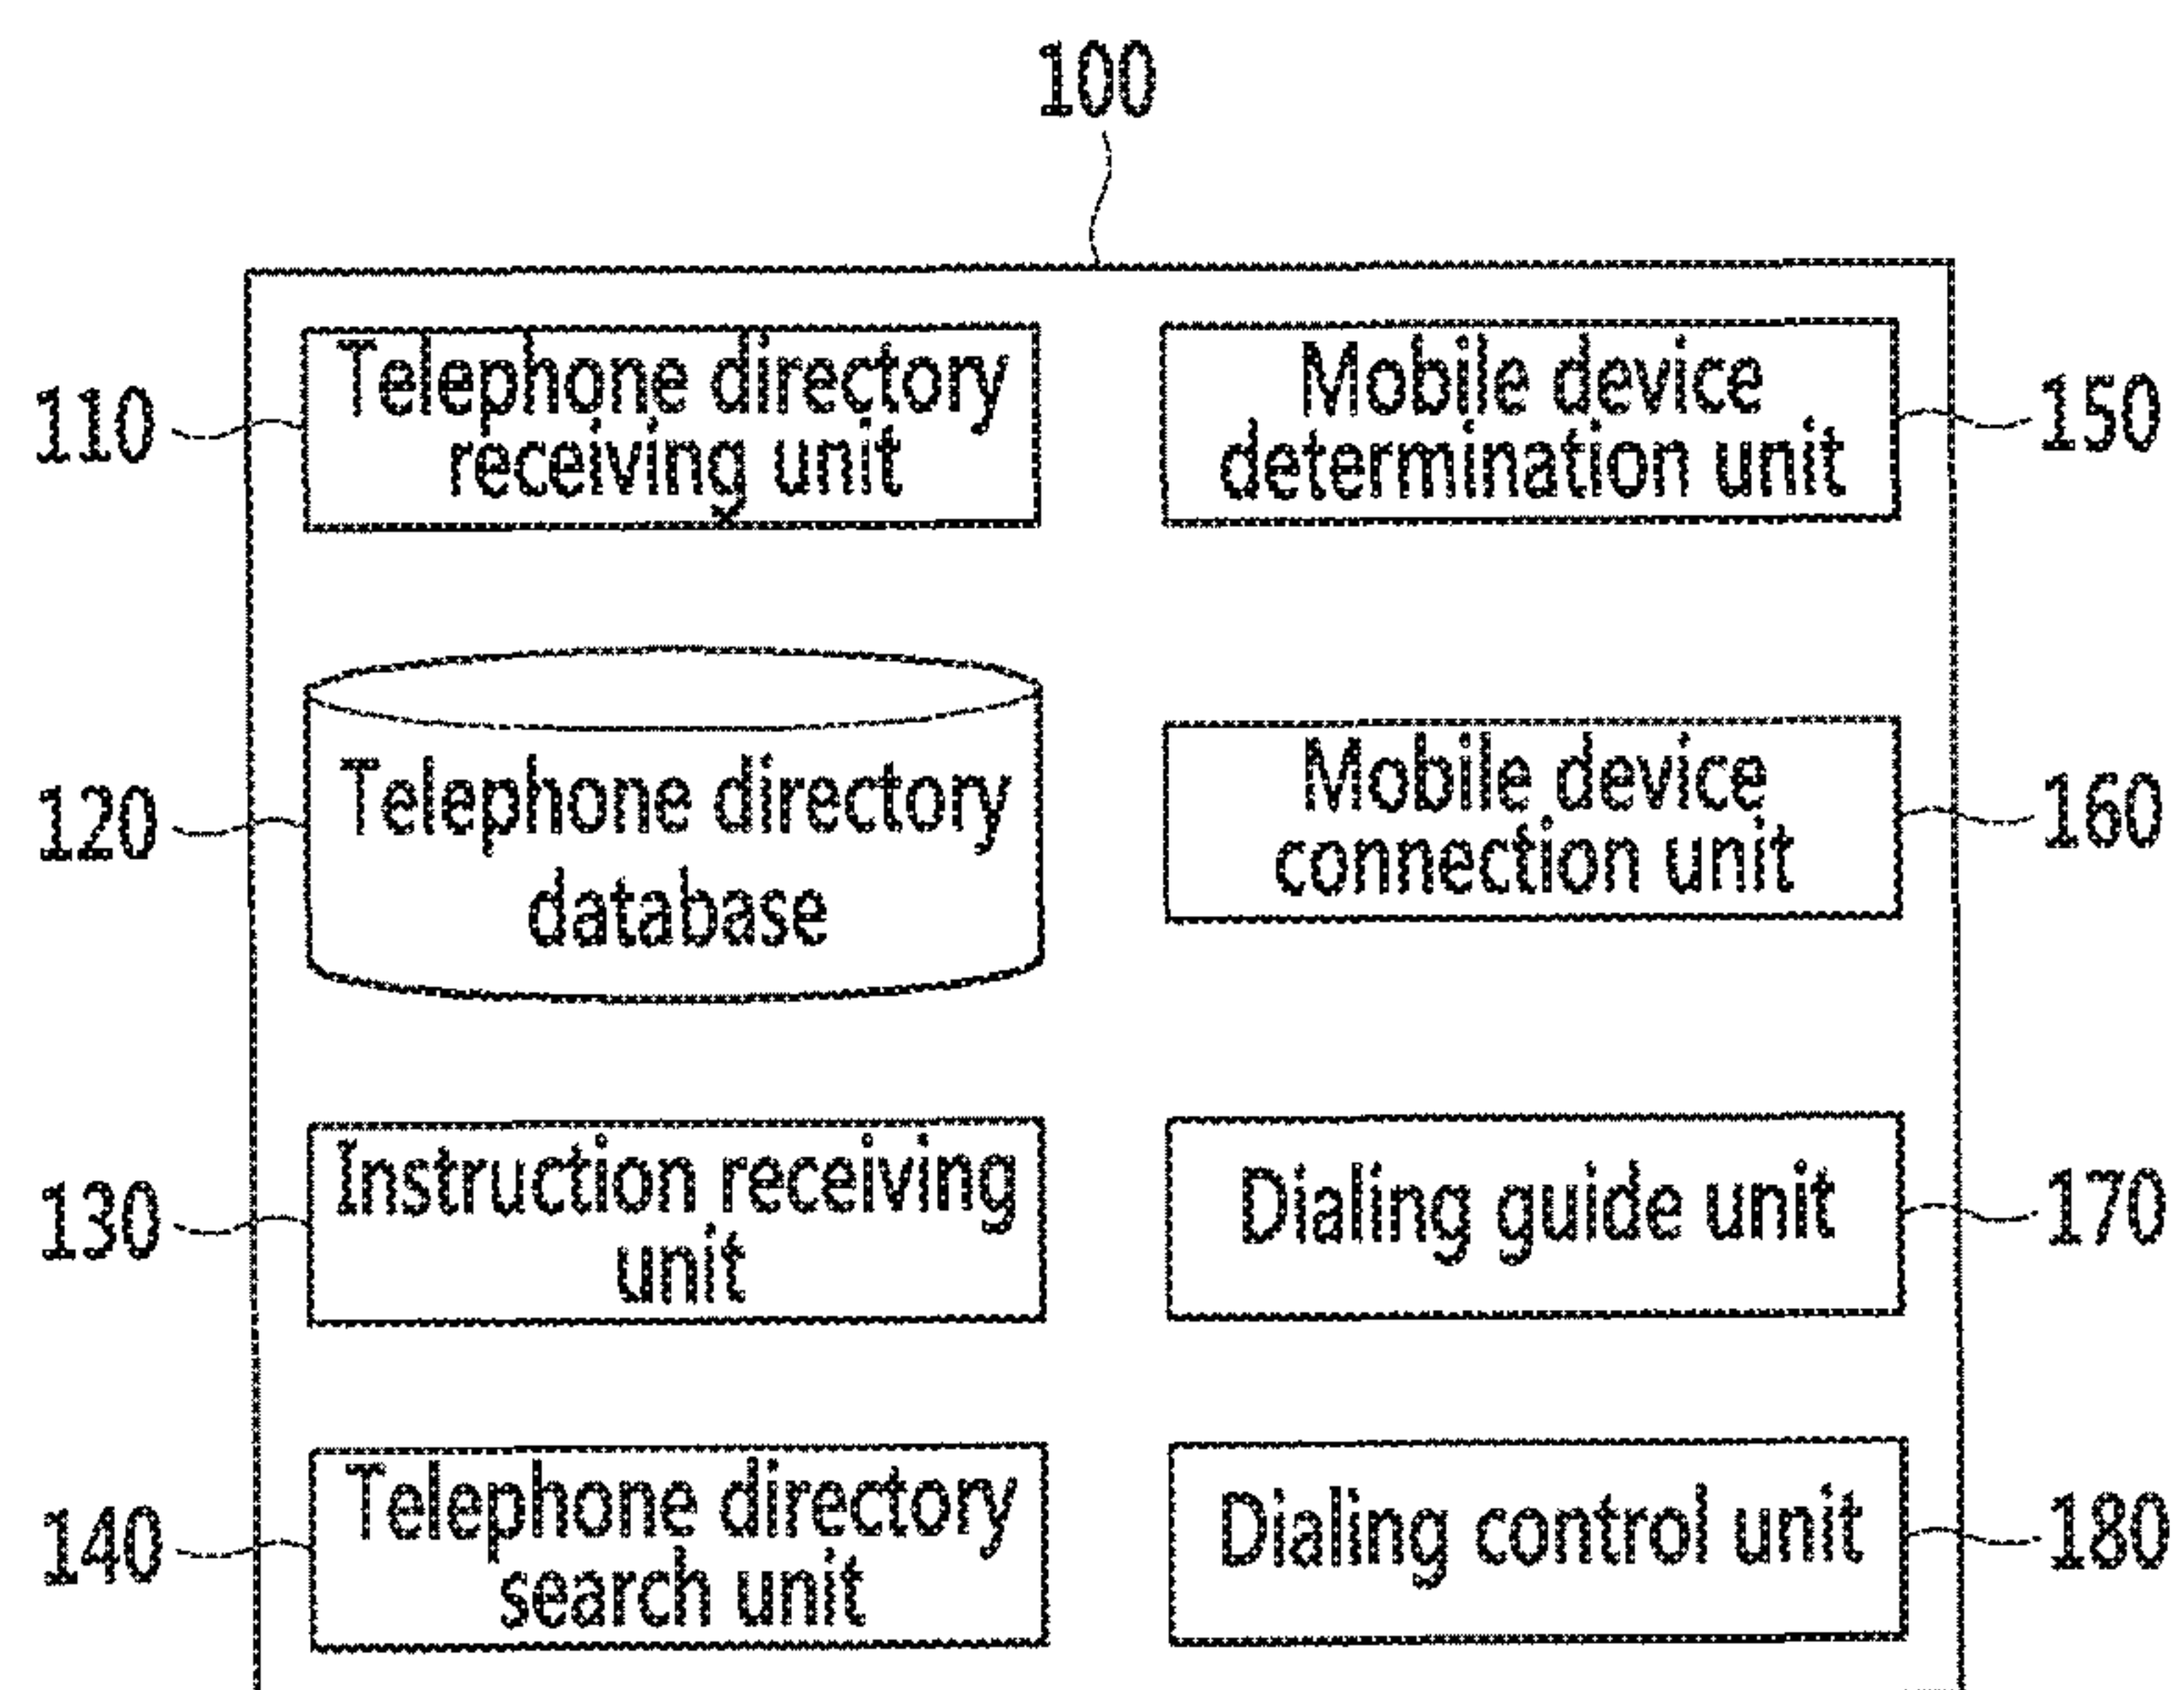 100
110
Telephone directory
receiving unit
Mobile device
determination unit
150
120
Telephone directory
database
Mobile device
connection unit
160
130
Instruction receiving
unit
Dialing guide unit
170
140
Telephone directory
search unit
Dialing control unit
180